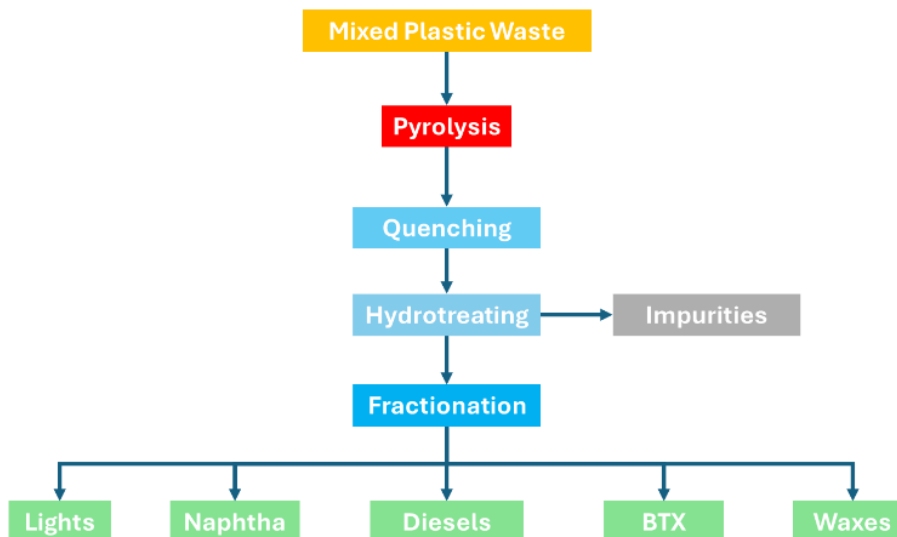 Mixed Plastic Waste
Pyrolysis
Quenching
Hydrotreating
Impurities
Fractionation
Lights
Naphtha
Diesels
BTX
Waxes